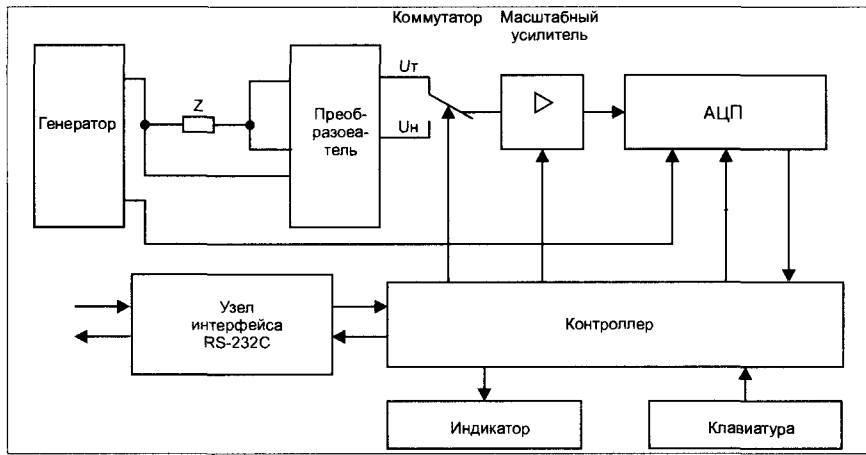 Коммутатор
Масштабный
усилитель
Генератор
Z
Преоб-
разоеа-
тель
Uт
Uн
АЦП
Узел
интерфейса
RS-232C
Контроллер
Индикатор
Клавиатура